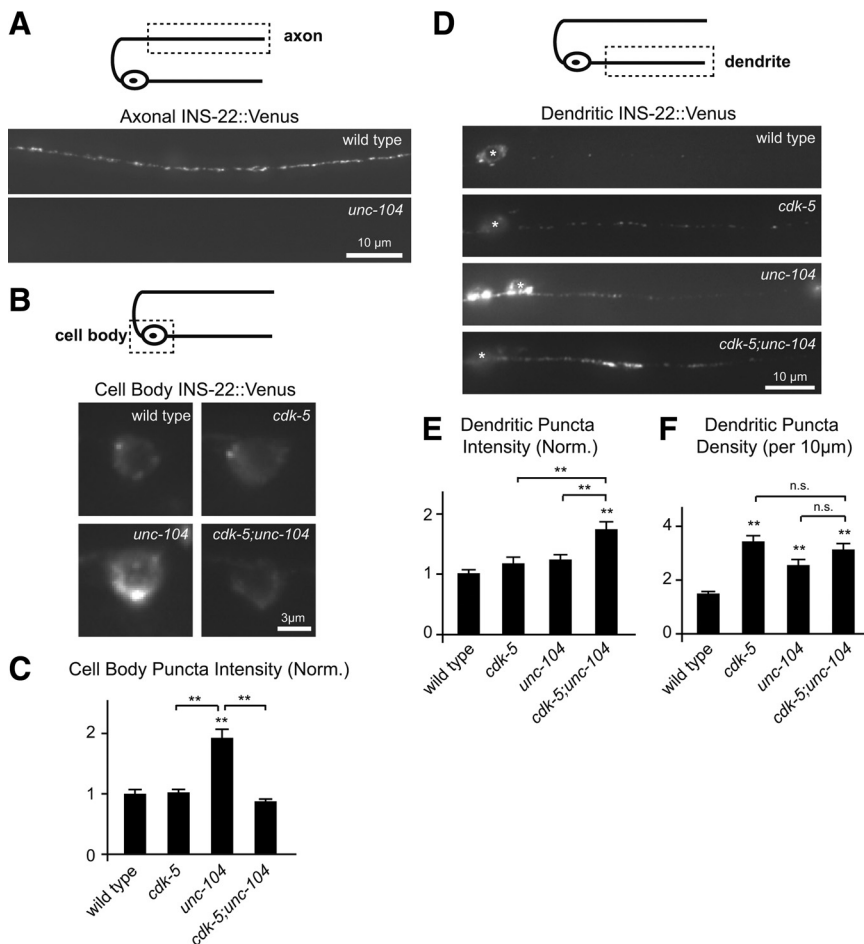 A
axon
Axonal INS-22::Venus
wild type
unc-104
10 µm
B
cell body
Cell Body INS-22::Venus
wild type
cdk-5
unc-104
cdk-5;unc-104
3µm
C
Cell Body Puncta Intensity (Norm.)
**
**
**
2
1
0
wild type
cdk-5
unc-104
cdk-5;unc-104
D
dendrite
Dendritic INS-22::Venus
wild type
*
cdk-5
*
unc-104
*
cdk-5;unc-104
*
10 µm
E
Dendritic Puncta
Intensity (Norm.)
**
**
**
2
1
0
wild type
cdk-5
unc-104
cdk-5;unc-104
F
Dendritic Puncta
Density (per 10µm)
n.s.
n.s.
**
**
**
4
2
0
wild type
cdk-5
unc-104
cdk-5;unc-104